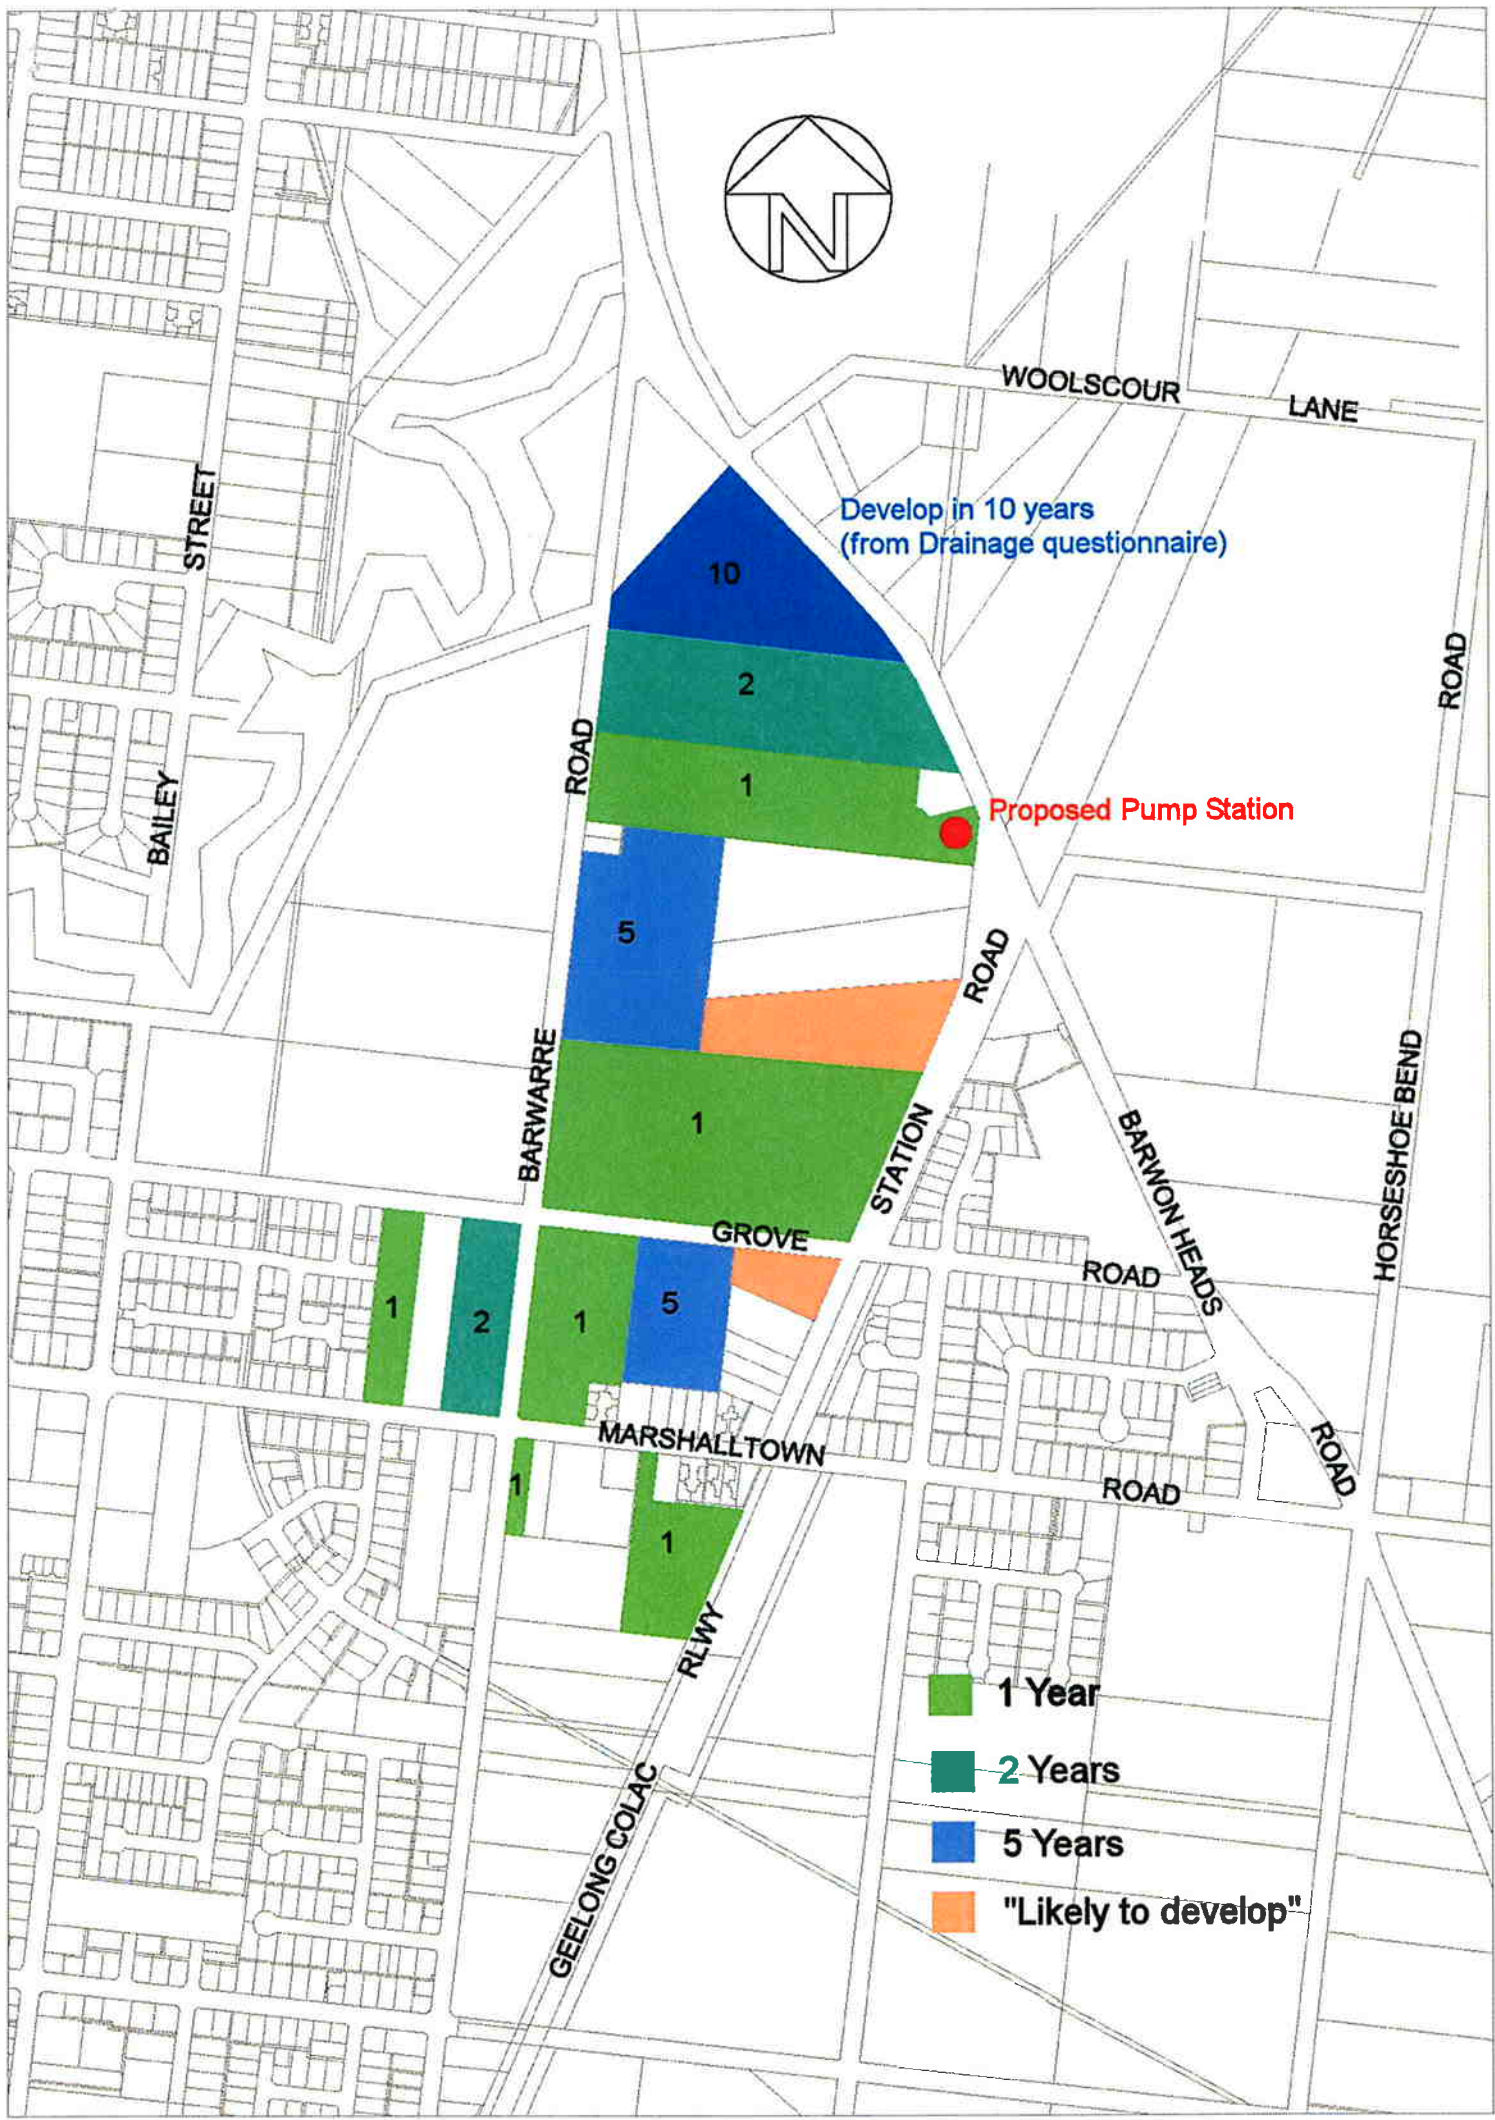 N
WOOLSCOUR
LANE
STREET
Develop in 10 years
(from Drainage questionnaire)
10
2
ROAD
ROAD
1
BAILEY
Proposed Pump Station
5
ROAD
BARWARRE
1
STATION
BARWON HEADS
HORSESHOE BEND
GROVE
ROAD
1
2
1
5
MARSHALLTOWN
ROAD
ROAD
1
1
RLWY
GEELONG COLAC
1 Year
2 Years
5 Years
"Likely to develop"